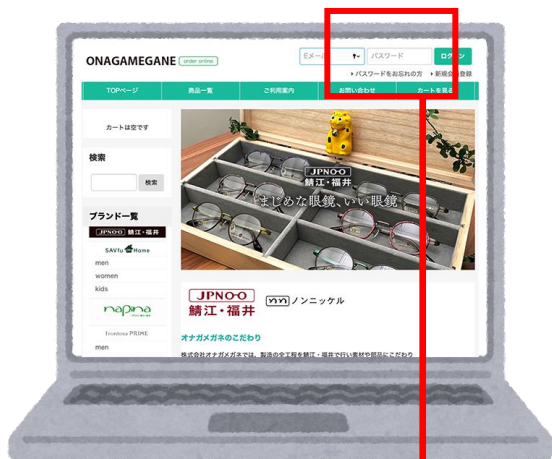 ONAGAMEGANE order online
Eメール パスワード ログイン
パスワードをお忘れの方 新規会員登録
TOPページ 商品一覧 ご利用案内 お問い合わせ カートを見る
カートは空です
検索
検索
ブランド一覧
JPNO-O 鯖江・福井
SAVfu Home
men
women
kids
napina
frontosa PRIME
men
JPNO-O
鯖江・福井
まじめな眼鏡、いい眼鏡
JPNO-O
鯖江・福井
ノンニッケル
オナガメガネのこだわり
株式会社オナガメガネでは、製造の全工程を鯖江・福井で行い素材や部品にこだわり